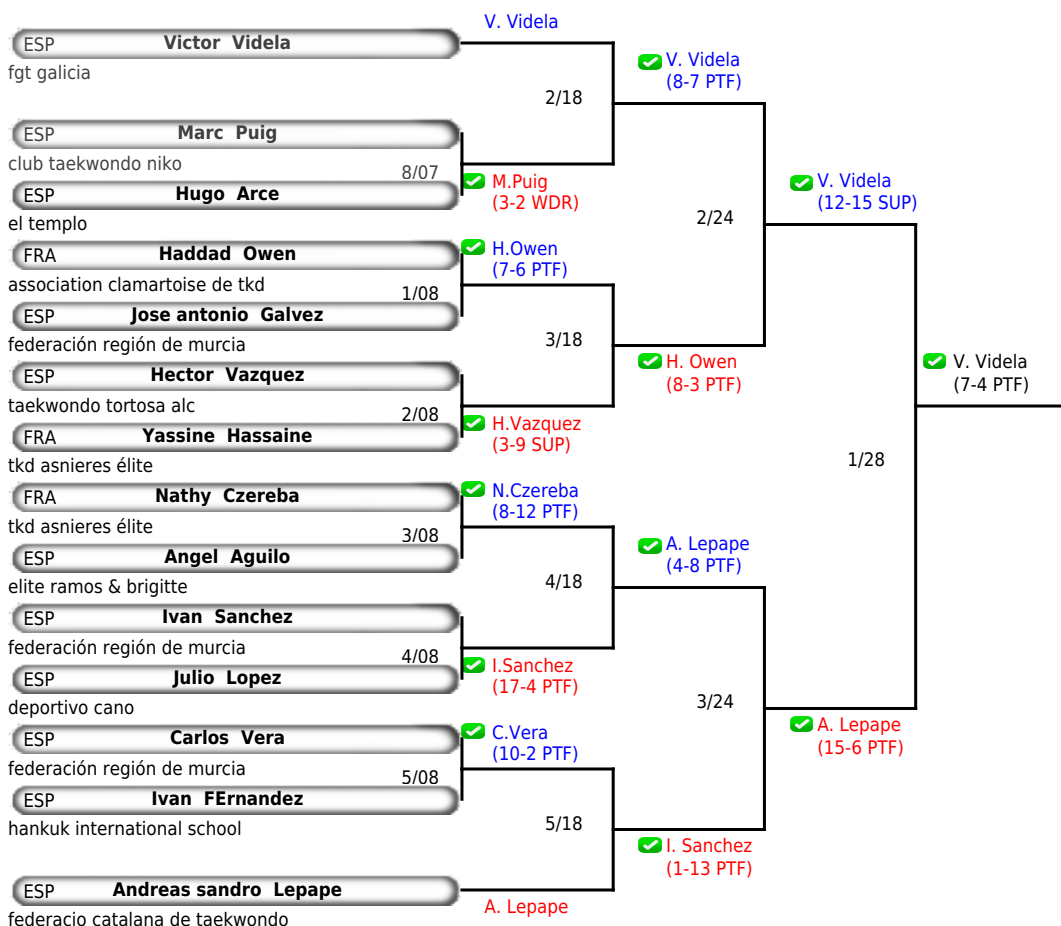 V. Videla
ESP Victor Videla
fgt galicia
V. Videla
(8-7 PTF)
2/18
ESP Marc Puig
club taekwondo niko
8/07
M.Puig
(3-2 WDR)
ESP Hugo Arce
el templo
V. Videla
(12-15 SUP)
2/24
FRA Haddad Owen
association clamartoise de tkd
H.Owen
(7-6 PTF)
1/08
ESP Jose antonio Galvez
federación región de murcia
3/18
H. Owen
(8-3 PTF)
V. Videla
(7-4 PTF)
ESP Hector Vazquez
taekwondo tortosa alc
2/08
H.Vazquez
(3-9 SUP)
FRA Yassine Hassaine
tkd asnieres élite
1/28
FRA Nathy Czereba
tkd asnieres élite
N.Czereba
(8-12 PTF)
3/08
ESP Angel Aguilo
elite ramos & brigitte
A. Lepape
(4-8 PTF)
4/18
ESP Ivan Sanchez
federación región de murcia
4/08
I.Sanchez
(17-4 PTF)
ESP Julio Lopez
deportivo cano
3/24
A. Lepape
(15-6 PTF)
ESP Carlos Vera
federación región de murcia
C.Vera
(10-2 PTF)
5/08
ESP Ivan FErnandez
hankuk international school
5/18
I. Sanchez
(1-13 PTF)
ESP Andreas sandro Lepape
federacio catalana de taekwondo
A. Lepape